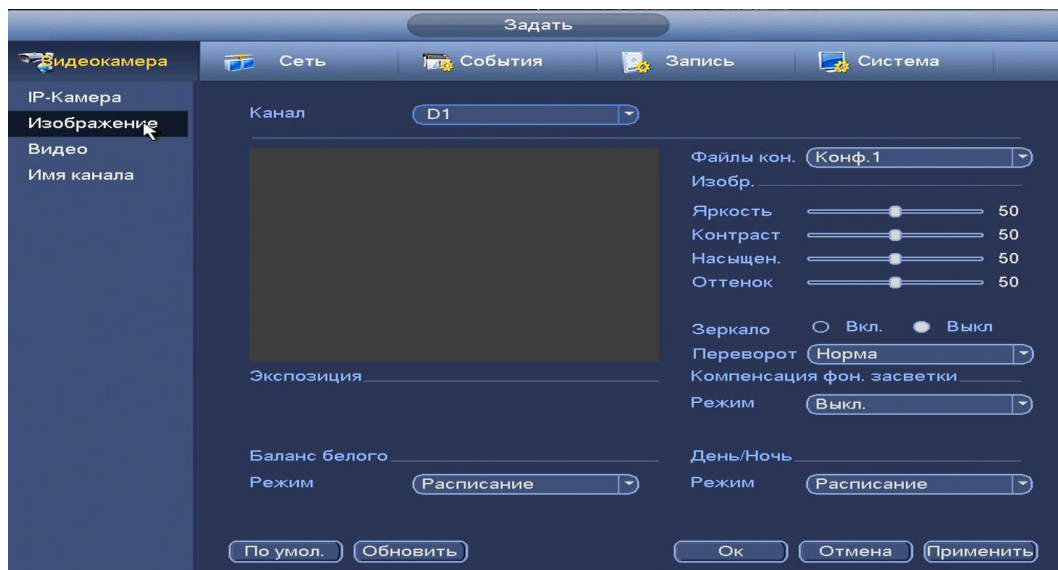 Задать
Видеокамера Сеть События Запись Система
IP-Камера
Изображение
Видео
Имя канала
Канал D1
Файлы кон. Конф.1
Изобр.
Яркость 50
Контраст 50
Насыщен. 50
Оттенок 50
Зеркало Вкл. Выкл
Переворот Норма
Экспозиция
Компенсация фон. засветки
Режим Выкл.
Баланс белого
День/Ночь
Режим Расписание
Режим Расписание
По умол. Обновить Ок Отмена Применить